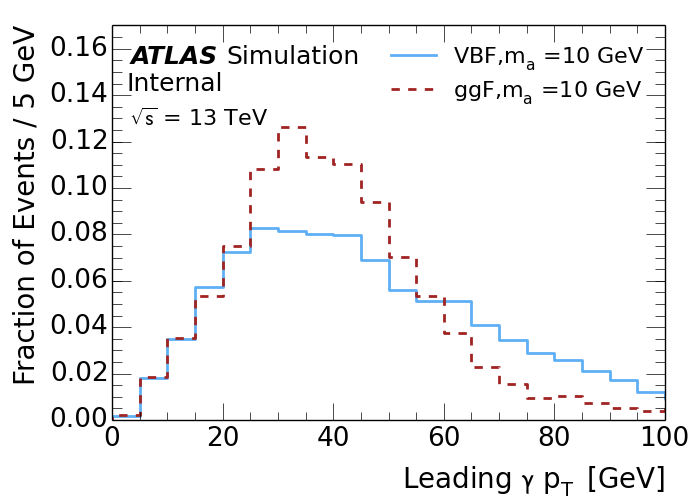 ATLAS Simulation
Internal
√s = 13 TeV
VBF,mₐ =10 GeV
ggF,mₐ =10 GeV
Fraction of Events / 5 GeV
0.16
0.14
0.12
0.10
0.08
0.06
0.04
0.02
0.00
0 20 40 60 80 100
Leading γ p_T [GeV]